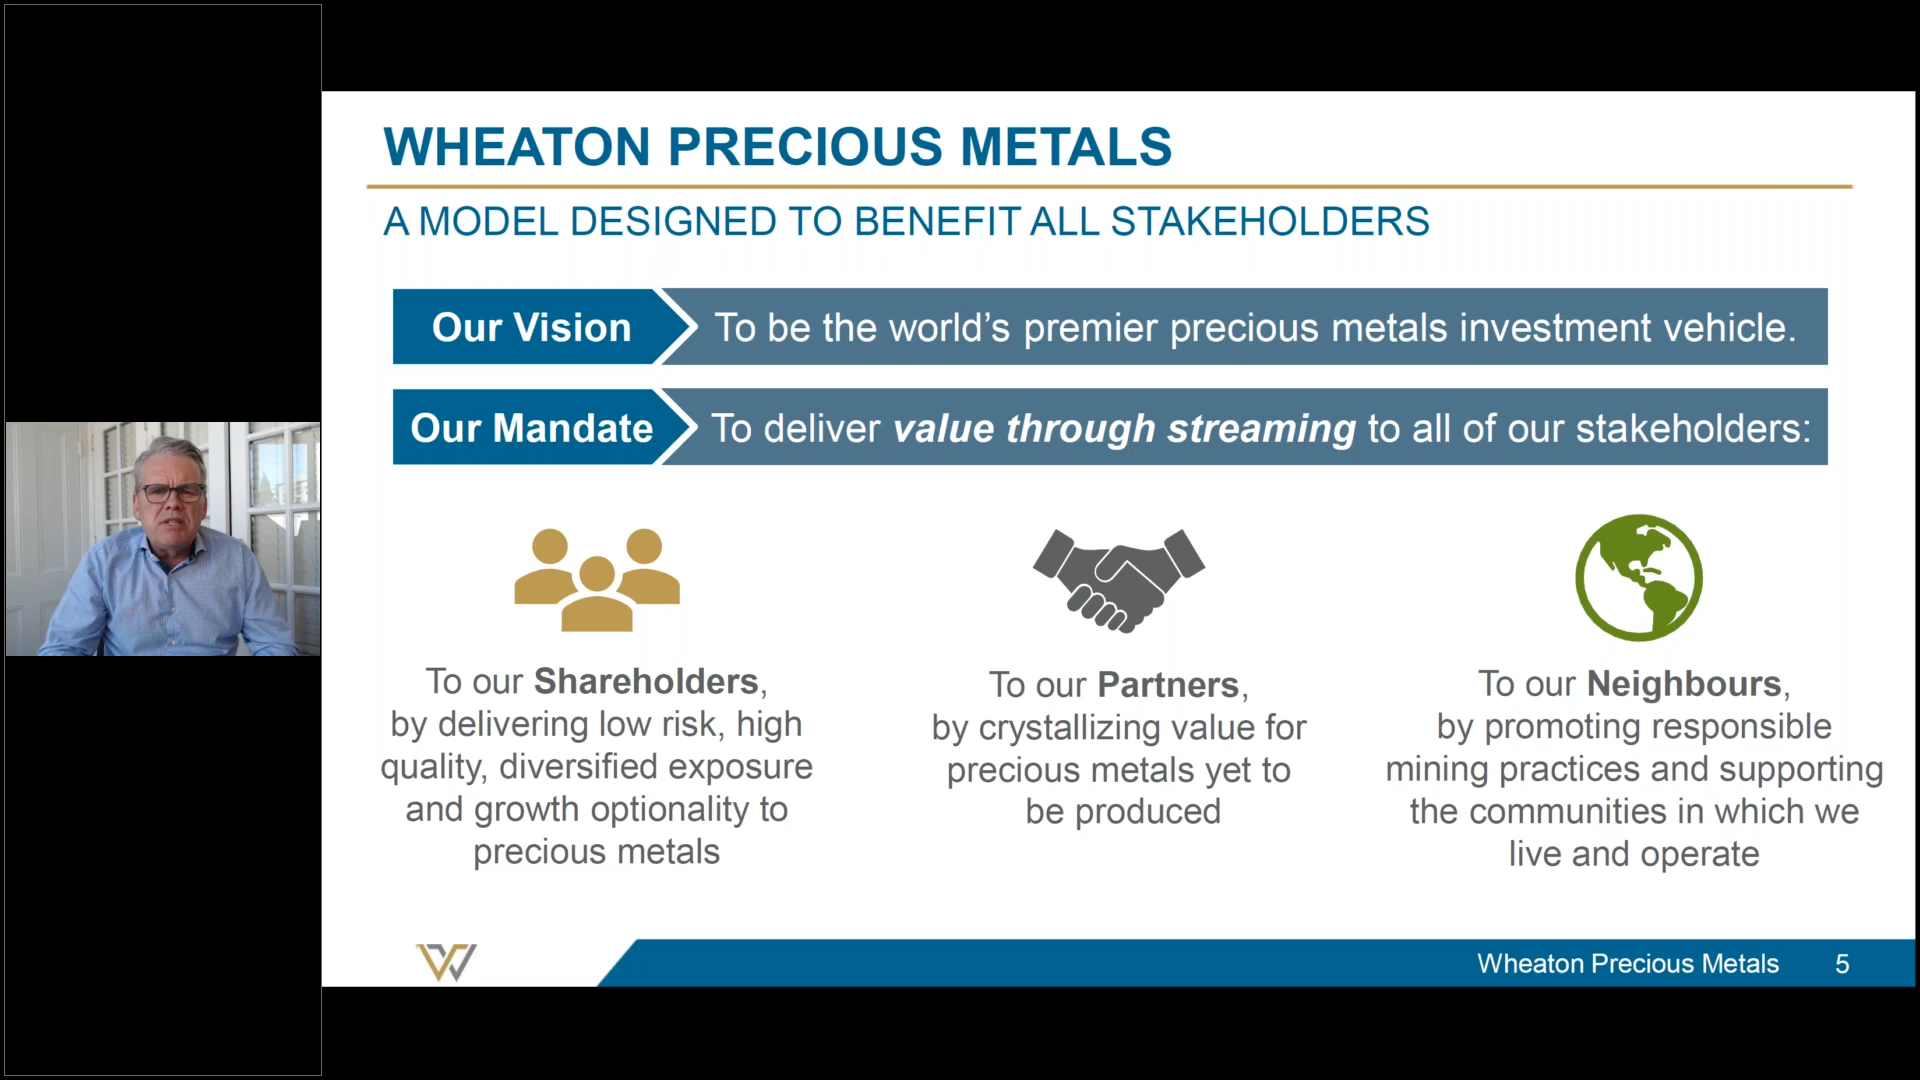 WHEATON PRECIOUS METALS
A MODEL DESIGNED TO BENEFIT ALL STAKEHOLDERS
Our Vision
To be the world’s premier precious metals investment vehicle.
Our Mandate
To deliver value through streaming to all of our stakeholders:
To our Shareholders,
by delivering low risk, high
quality, diversified exposure
and growth optionality to
precious metals
To our Partners,
by crystallizing value for
precious metals yet to
be produced
To our Neighbours,
by promoting responsible
mining practices and supporting
the communities in which we
live and operate
Wheaton Precious Metals 5